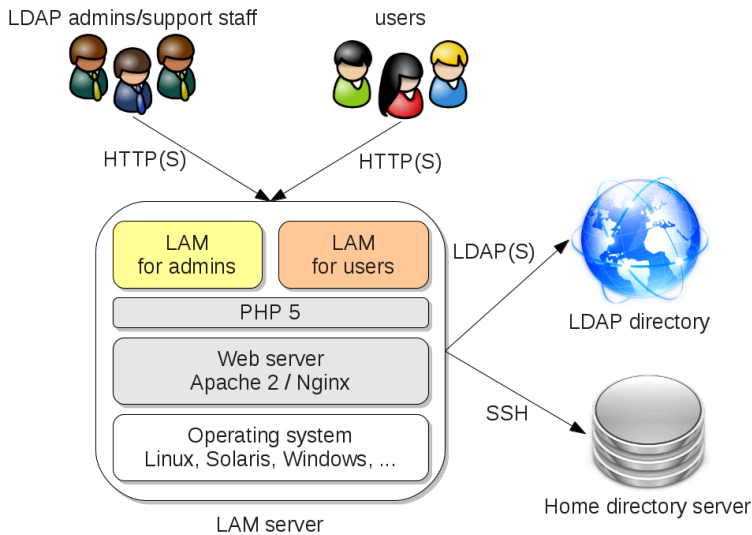 LDAP admins/support staff
users
HTTP(S)
HTTP(S)
LAM
for admins
LAM
for users
LDAP(S)
PHP 5
LDAP directory
Web server
Apache 2 / Nginx
SSH
Operating system
Linux, Solaris, Windows, ...
Home directory server
LAM server